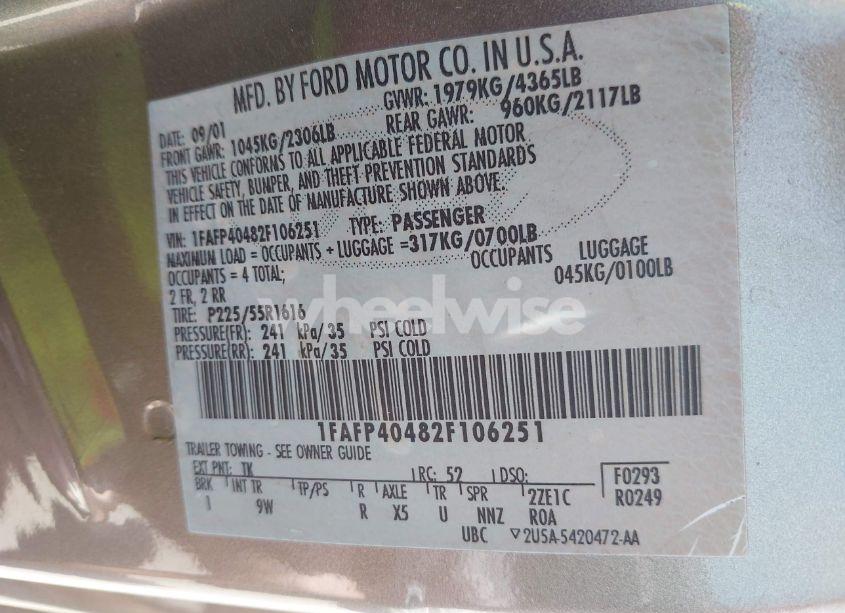 MFD. BY FORD MOTOR CO. IN U.S.A.
DATE: 09/01 GVWR: 1979KG/4365LB
FRONT GAWR: 1045KG/2306LB REAR GAWR: 960KG/2117LB
THIS VEHICLE CONFORMS TO ALL APPLICABLE FEDERAL MOTOR
VEHICLE SAFETY, BUMPER, AND THEFT PREVENTION STANDARDS
IN EFFECT ON THE DATE OF MANUFACTURE SHOWN ABOVE.
VIN: 1FAFP40482F106251 TYPE: PASSENGER
MAXIMUM LOAD = OCCUPANTS + LUGGAGE =317KG/0700LB
OCCUPANTS = 4 TOTAL; OCCUPANTS LUGGAGE
2 FR, 2 RR 045KG/0100LB
TIRE: P225/55R1616
PRESSURE(FR): 241 kPa/35 PSI COLD
PRESSURE(RR): 241 kPa/35 PSI COLD
wheelwise
1FAFP40482F106251
TRAILER TOWING - SEE OWNER GUIDE
EXT PNT: TK RC: 52 DSO: F0293
BRK INT TR TP/PS R AXLE TR SPR 2ZE1C R0249
I 9W R X5 U NNZ ROA
UBC 2U5A-5420472-AA